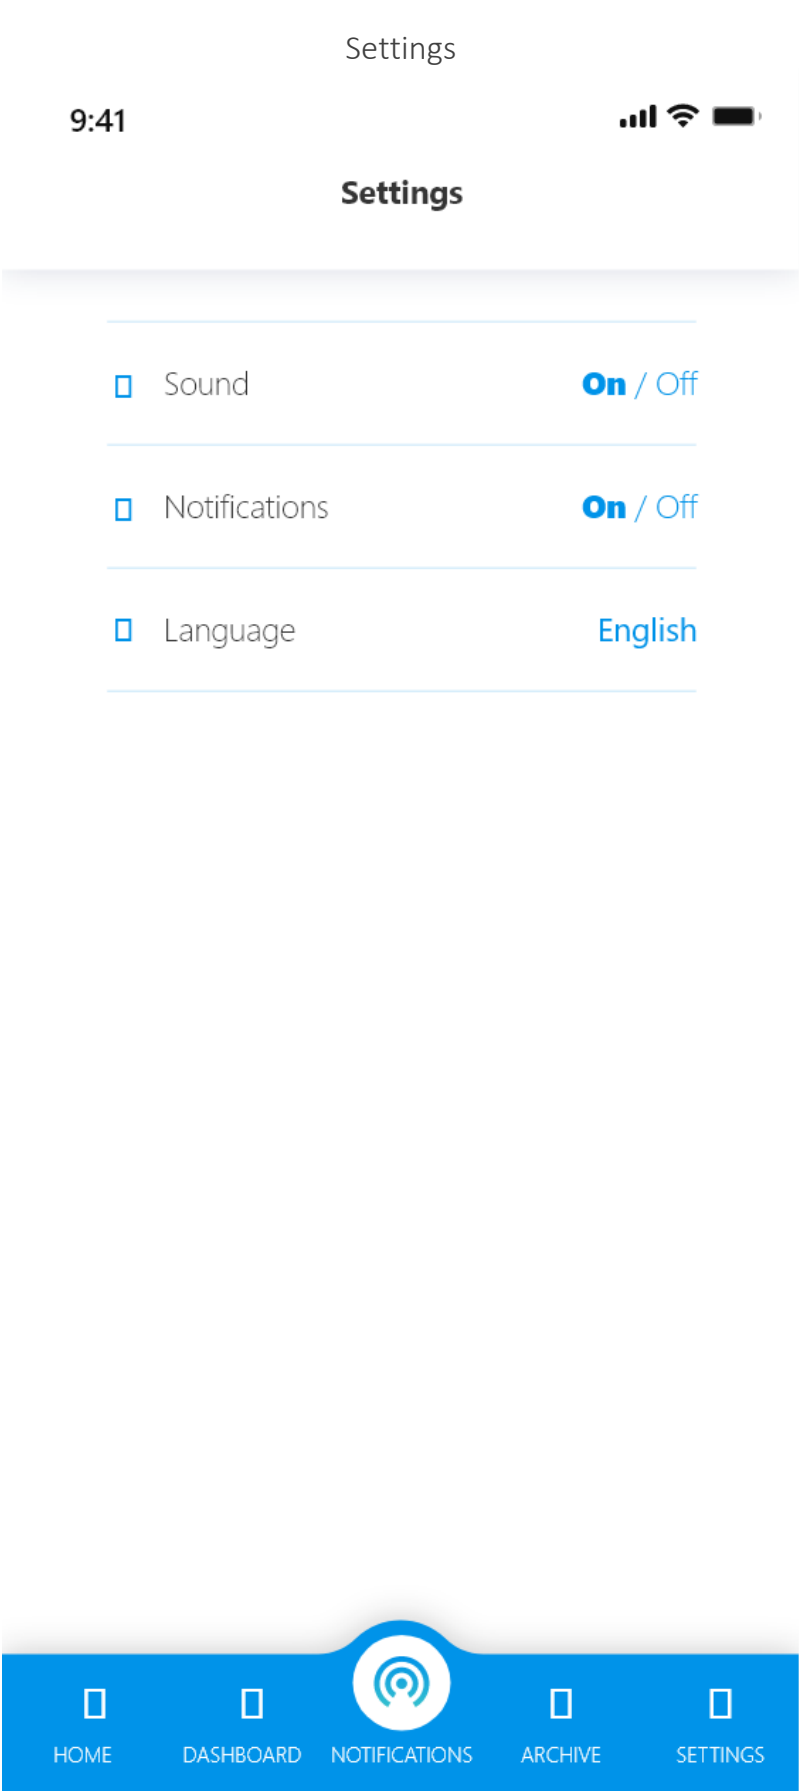 Settings
9:41
Settings
Sound On / Off
Notifications On / Off
Language English
HOME DASHBOARD NOTIFICATIONS ARCHIVE SETTINGS